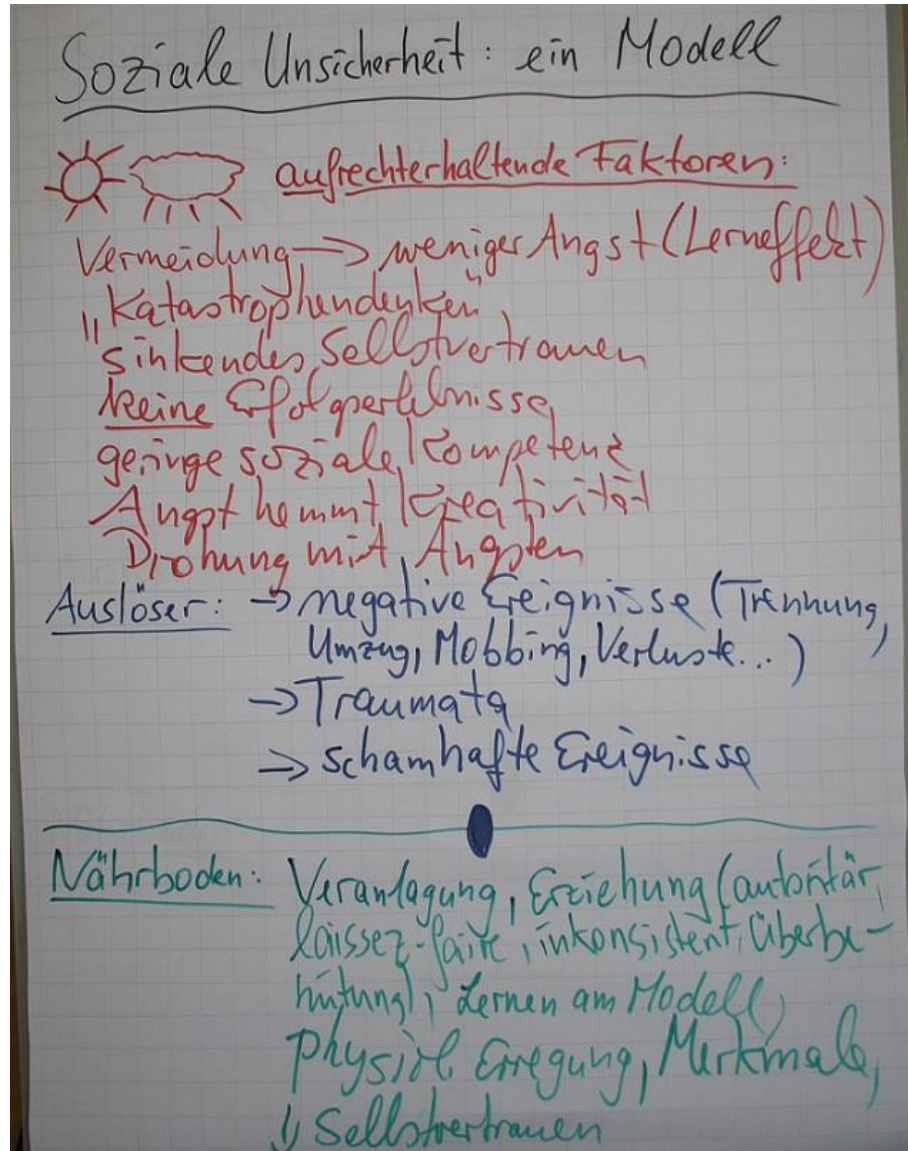 Soziale Unsicherheit: ein Modell
aufrechterhaltende Faktoren:
Vermeidung → weniger Angst (Lerneffekt)
"Katastrophendenken"
sinkendes Selbstvertrauen
keine Erfolgserlebnisse
geringe soziale Kompetenz
Angst hemmt Kreativität
Drohung mit Ängsten
Auslöser: → negative Ereignisse (Trennung,
Umzug, Mobbing, Verluste...)
→ Traumata
→ schamhafte Ereignisse
Nährboden: Veranlagung, Erziehung (autoritär,
laissez-faire, inkonsistent, Überbe-
hütung), Lernen am Modell,
physiol. Erregung, Merkmale,
↓ Selbstvertrauen